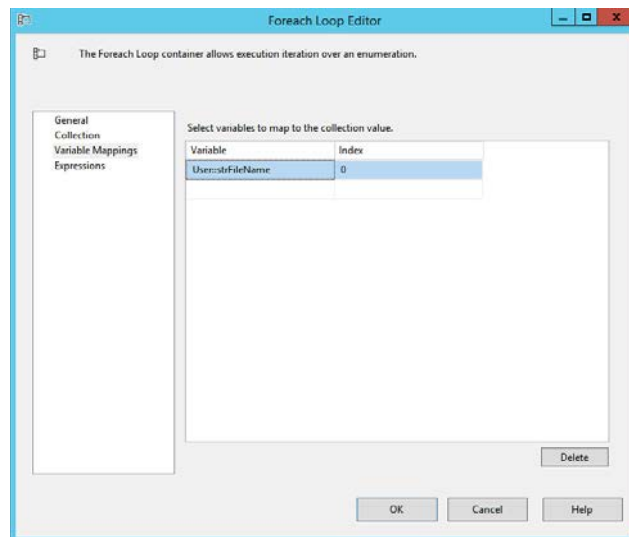 Foreach Loop Editor
The Foreach Loop container allows execution iteration over an enumeration.
General
Collection
Variable Mappings
Expressions
Select variables to map to the collection value.
Variable Index
User::strFileName 0
Delete
OK Cancel Help